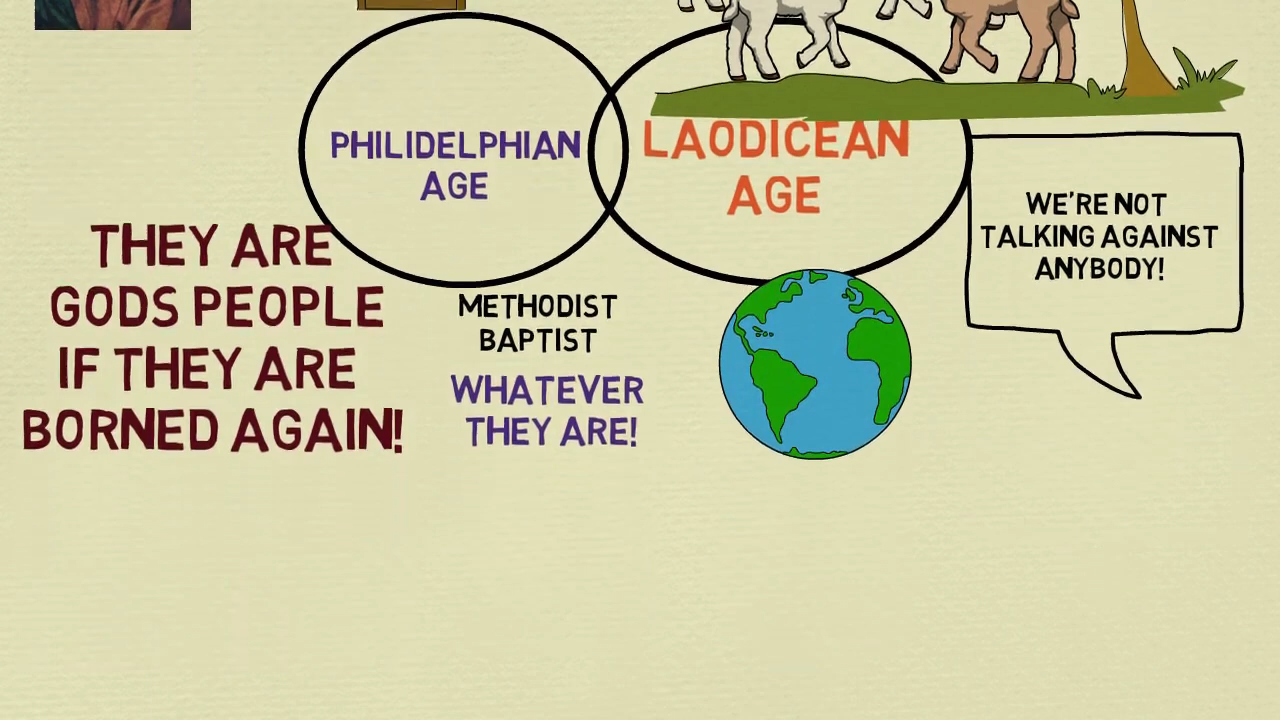 PHILIDELPHIAN
AGE
LAODICEAN
AGE
WE'RE NOT
TALKING AGAINST
ANYBODY!
THEY ARE
GODS PEOPLE
IF THEY ARE
BORNED AGAIN!
METHODIST
BAPTIST
WHATEVER
THEY ARE!